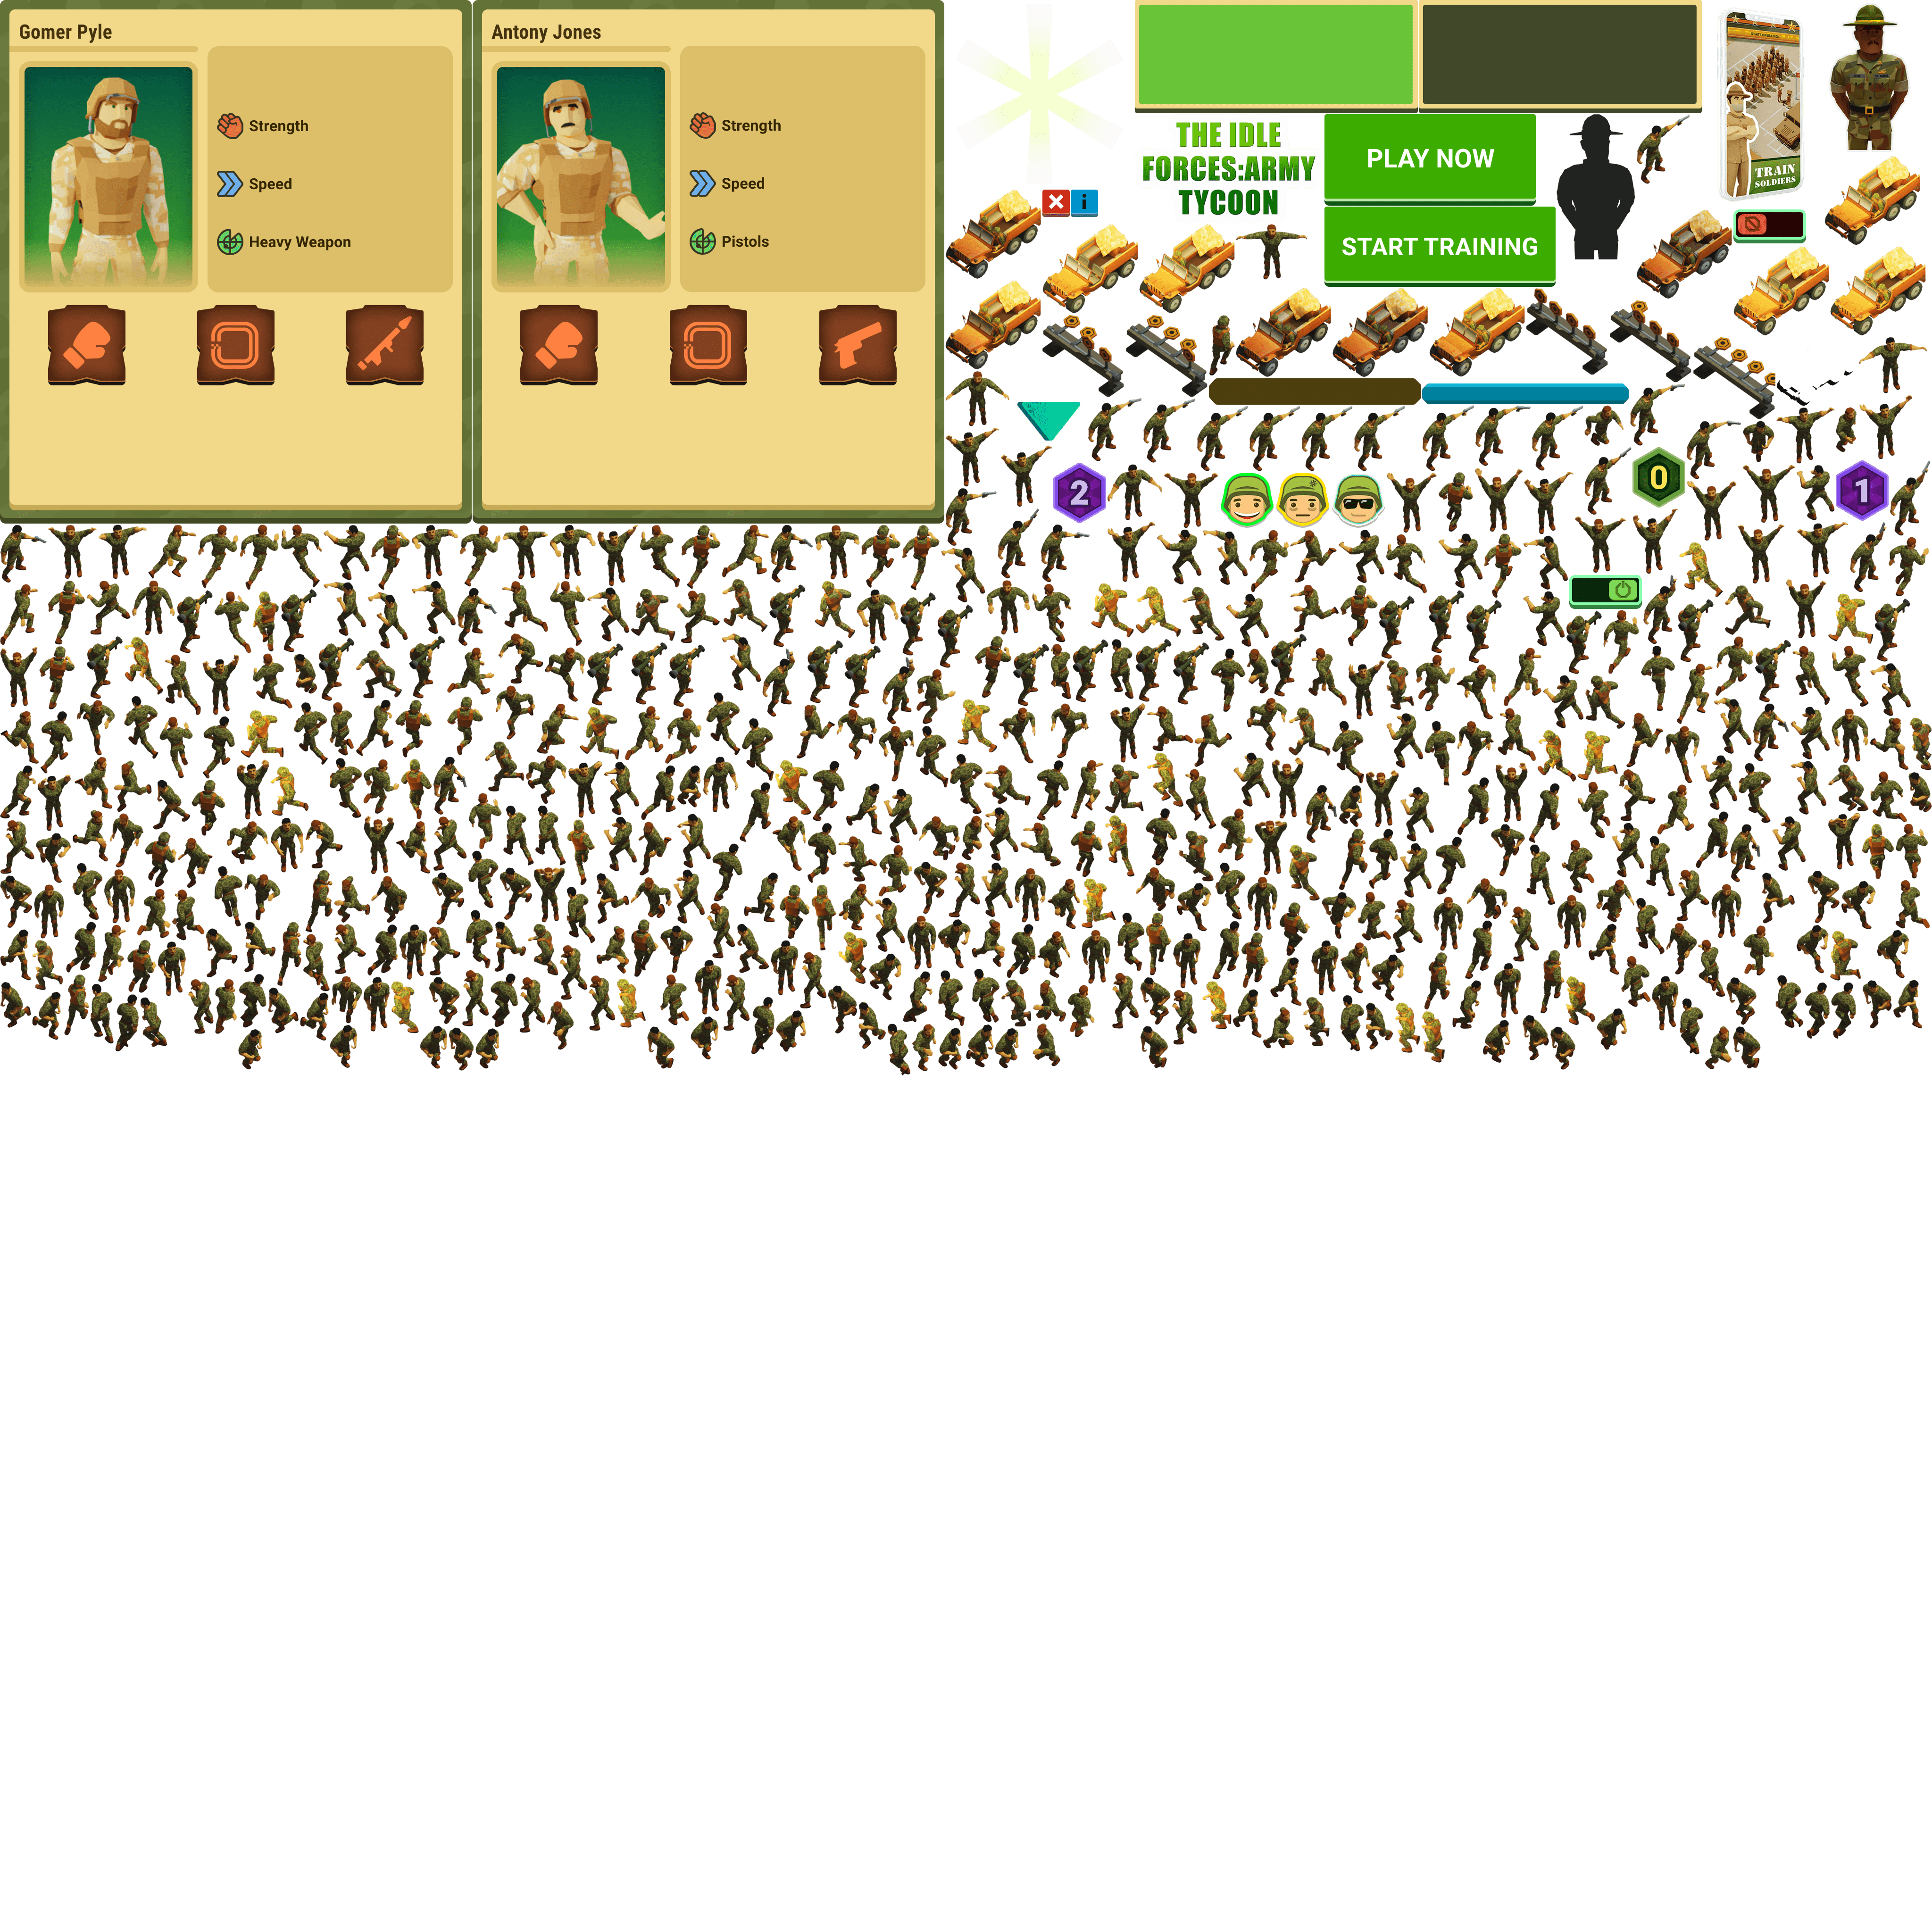 Gomer Pyle
Strength
Speed
Heavy Weapon
Antony Jones
Strength
Speed
Pistols
THE IDLE
FORCES:ARMY
TYCOON
PLAY NOW
START TRAINING
TRAIN
SOLDIERS
i
2
0
1